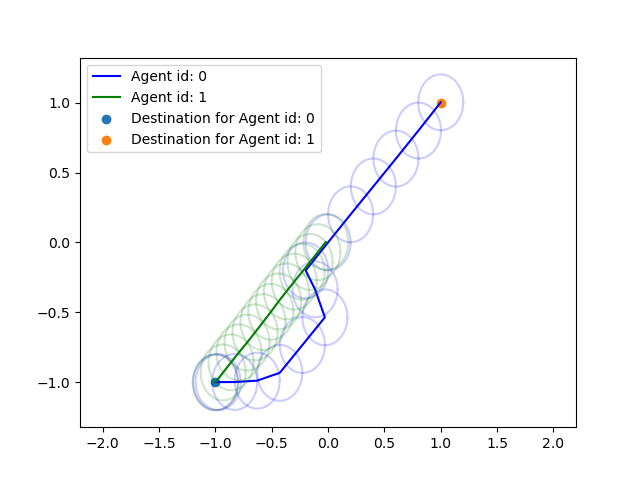 Agent id: 0
Agent id: 1
Destination for Agent id: 0
Destination for Agent id: 1
1.0
0.5
0.0
−0.5
−1.0
−2.0 −1.5 −1.0 −0.5 0.0 0.5 1.0 1.5 2.0